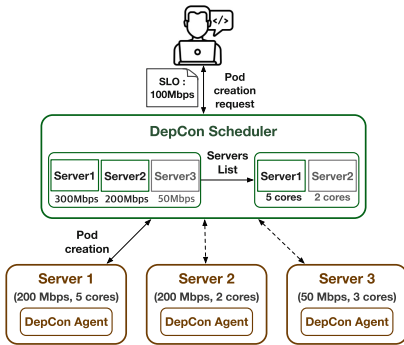 </>
SLO :
100Mbps
Pod
creation
request
DepCon Scheduler
Servers
List
Server1 Server2 Server3
300Mbps 200Mbps 50Mbps
Server1 Server2
5 cores 2 cores
Pod
creation
Server 1
(200 Mbps, 5 cores)
DepCon Agent
Server 2
(200 Mbps, 2 cores)
DepCon Agent
Server 3
(50 Mbps, 3 cores)
DepCon Agent